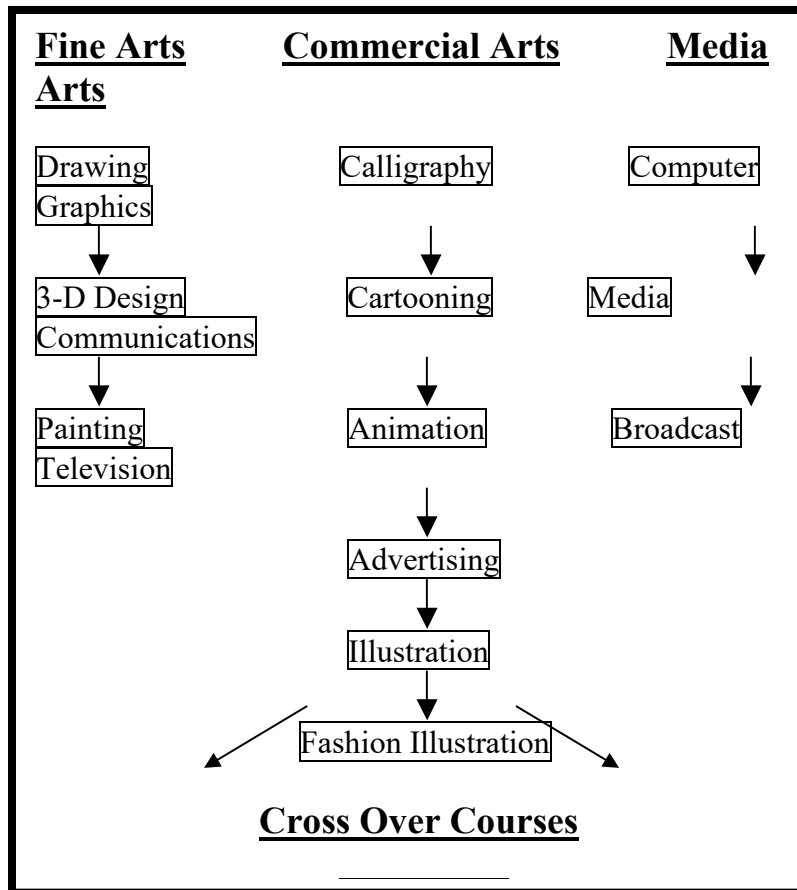 Fine Arts Commercial Arts Media
Arts
Drawing Calligraphy Computer
Graphics
3-D Design Cartooning Media
Communications
Painting Animation Broadcast
Television
Advertising
Illustration
Fashion Illustration
Cross Over Courses